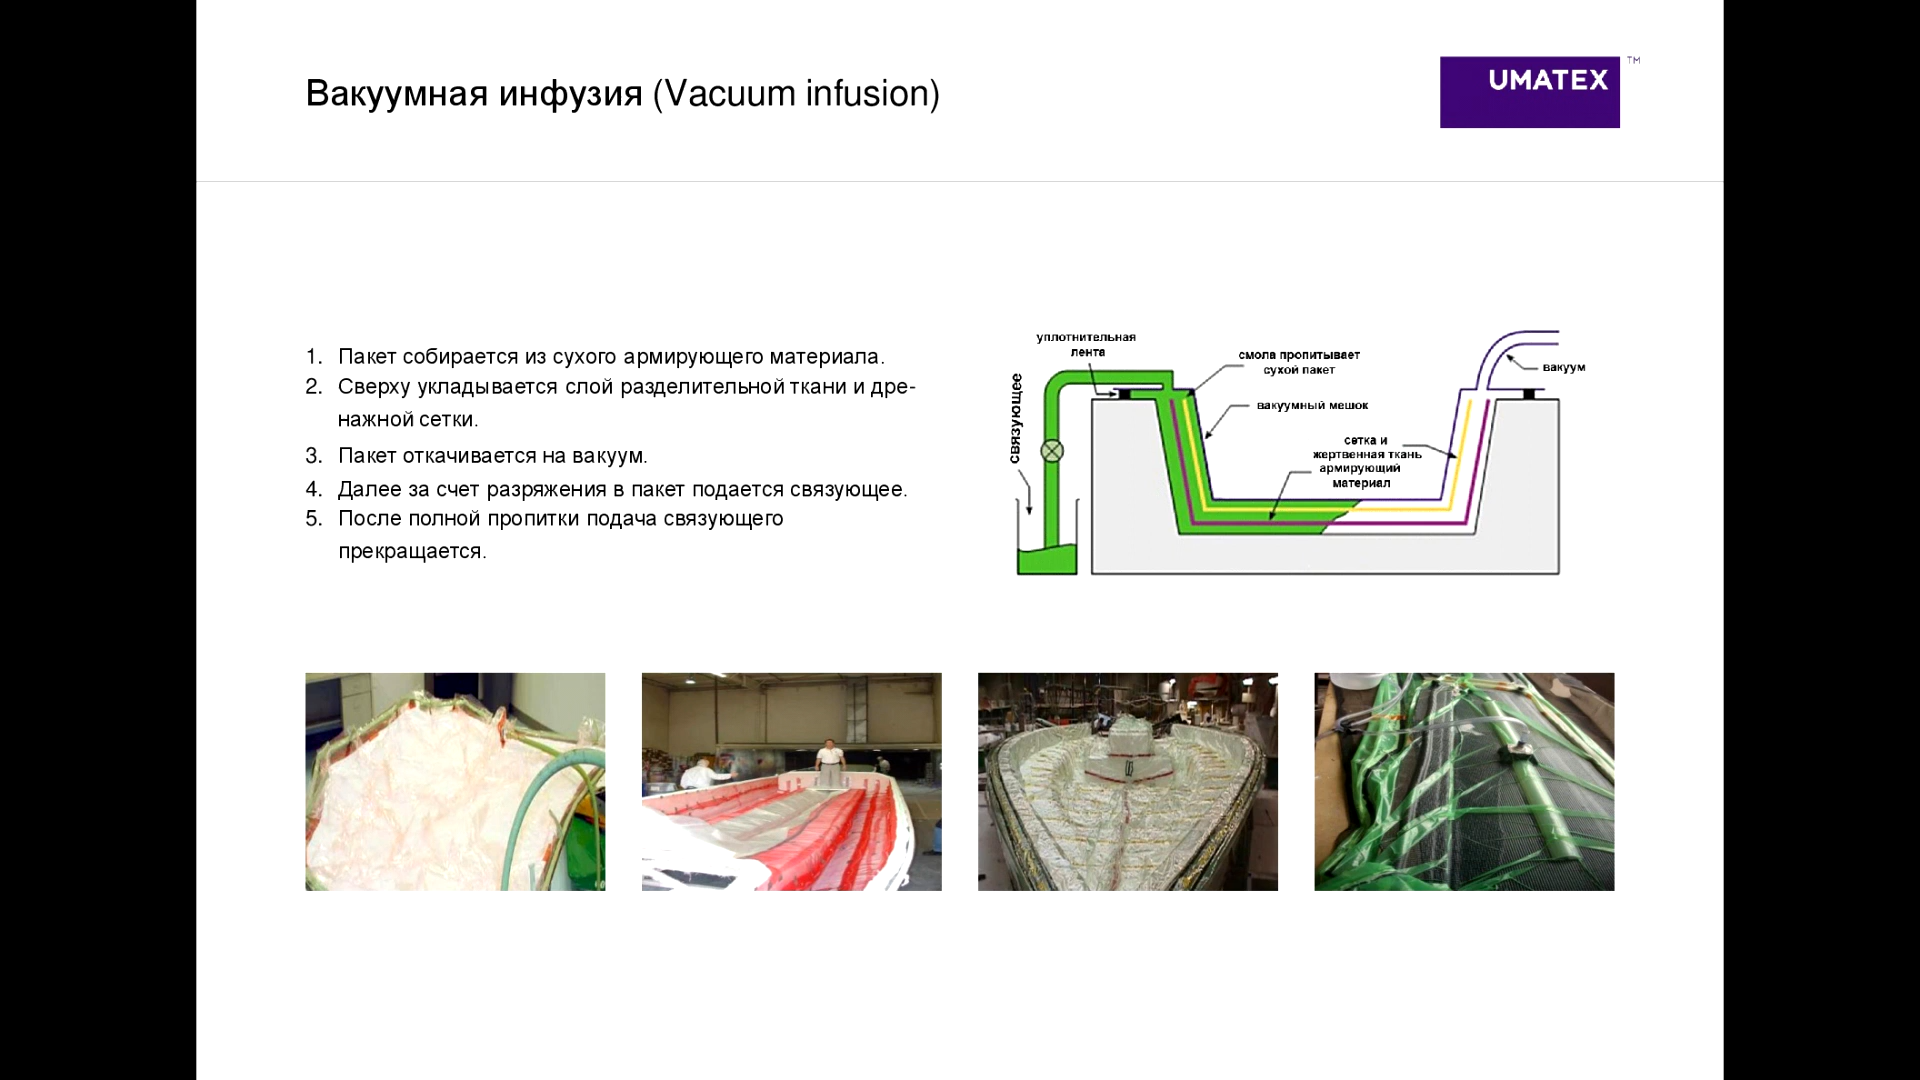 Вакуумная инфузия (Vacuum infusion)
UMATEX
TM
1. Пакет собирается из сухого армирующего материала.
2. Сверху укладывается слой разделительной ткани и дре-
нажной сетки.
3. Пакет откачивается на вакуум.
4. Далее за счет разряжения в пакет подается связующее.
5. После полной пропитки подача связующего
прекращается.
уплотнительная
лента
связующее
смола пропитывает
сухой пакет
вакуумный мешок
вакуум
сетка и
жертвенная ткань
армирующий
материал